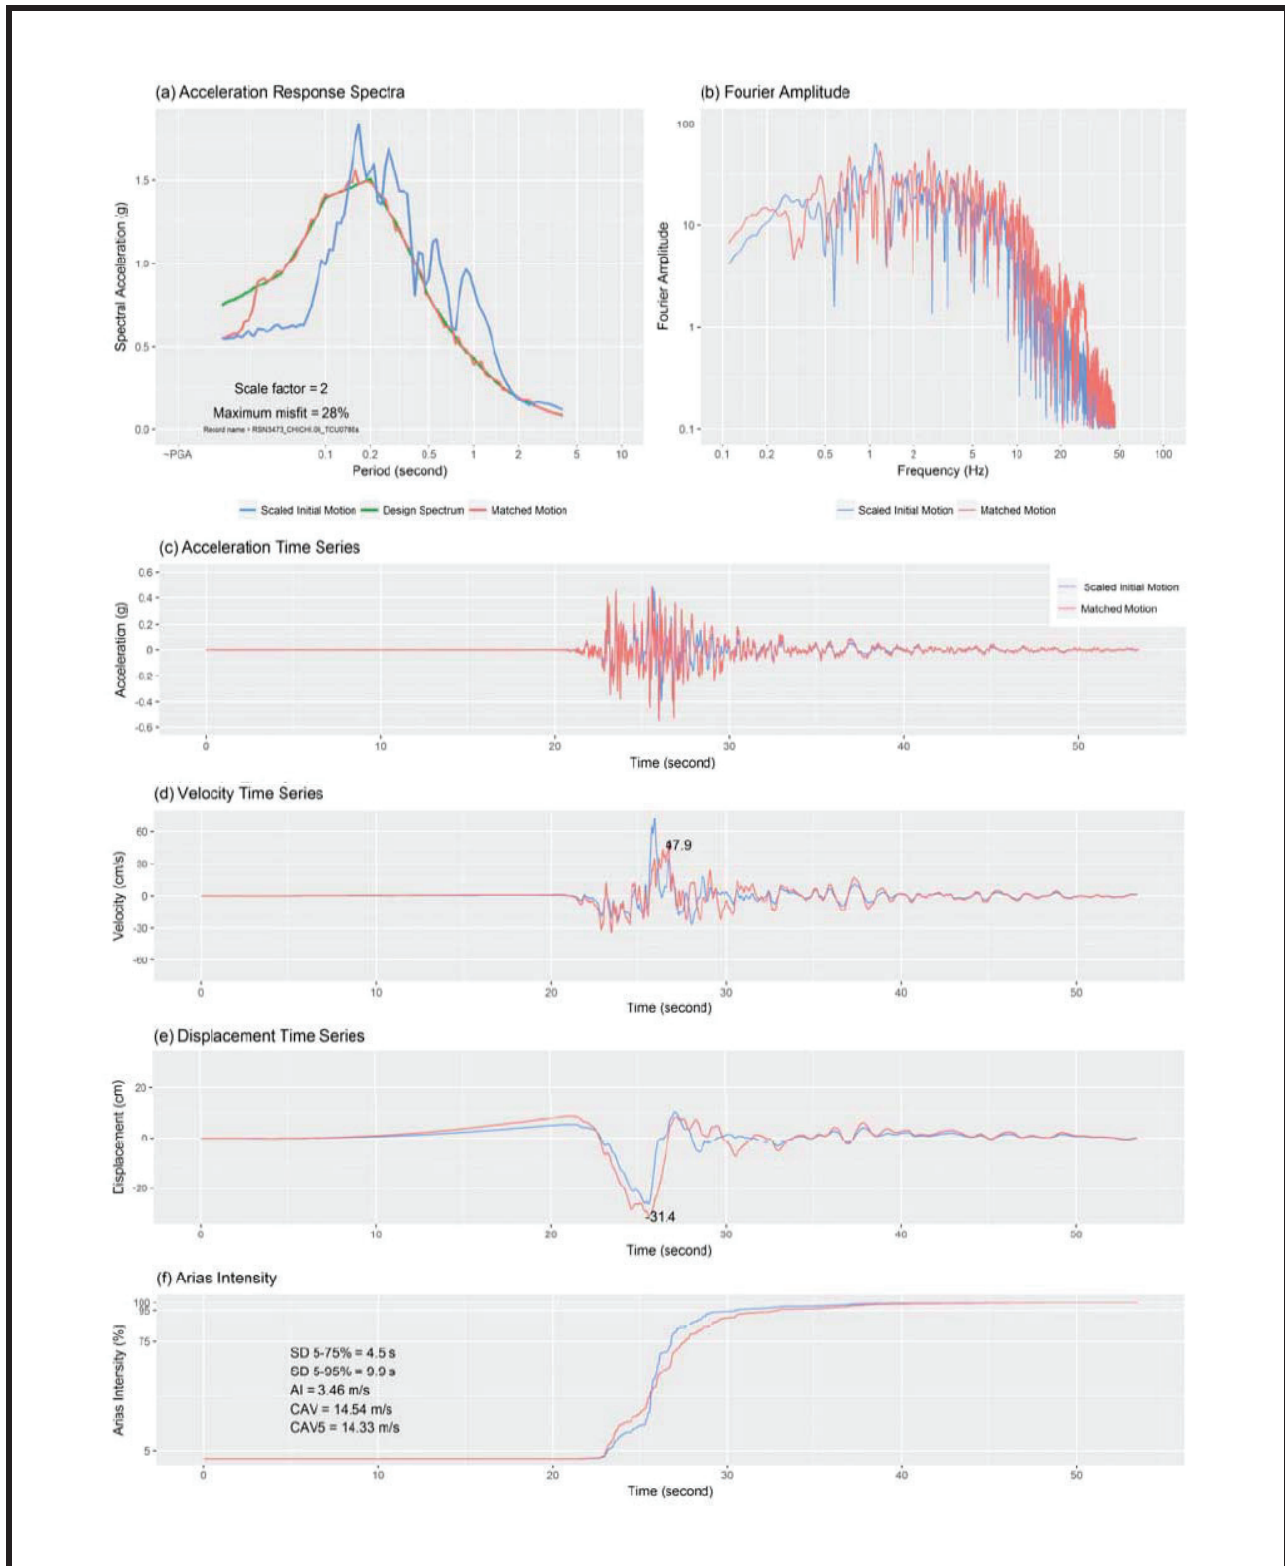 (a) Acceleration Response Spectra
Spectral Acceleration (g)
1.5
1.0
0.5
0.0
Scale factor = 2
Maximum misfit = 28%
~PGA 0.1 0.2 0.5 1 2 5 10
Period (second)
Scaled Initial Motion Design Spectrum Matched Motion
(b) Fourier Amplitude
Fourier Amplitude
100
10
1
0.1
0.1 0.2 0.5 1 2 5 10 20 50 100
Frequency (Hz)
Scaled Initial Motion Matched Motion
(c) Acceleration Time Series
Acceleration (g)
0.6
0.4
0.2
0
-0.2
-0.4
-0.6
Scaled Initial Motion
Matched Motion
0 10 20 30 40 50
Time (second)
(d) Velocity Time Series
Velocity (cm/s)
60
30
0
-30
-60
47.9
0 10 20 30 40 50
Time (second)
(e) Displacement Time Series
Displacement (cm)
20
0
-20
-31.4
0 10 20 30 40 50
Time (second)
(f) Arias Intensity
Arias Intensity (%)
100
95
75
5
SD 5-75% = 4.5 s
SD 5-95% = 9.9 s
AI = 3.46 m/s
CAV = 14.54 m/s
CAV5 = 14.33 m/s
0 10 20 30 40 50
Time (second)